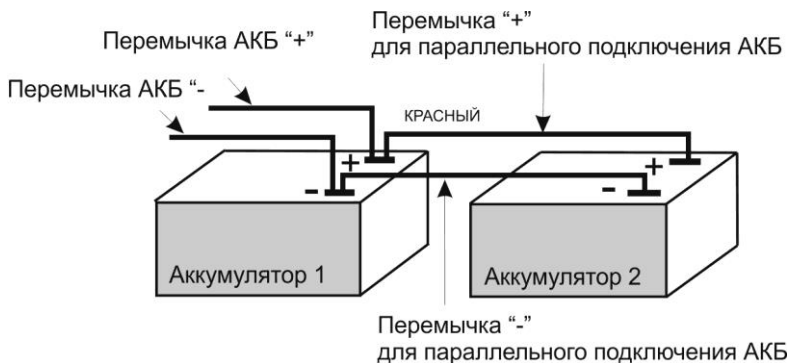 Перемычка “+”
для параллельного подключения АКБ
Перемычка АКБ “+”
Перемычка АКБ “-
КРАСНЫЙ
+
-
+
-
Аккумулятор 1
Аккумулятор 2
Перемычка “-”
для параллельного подключения АКБ